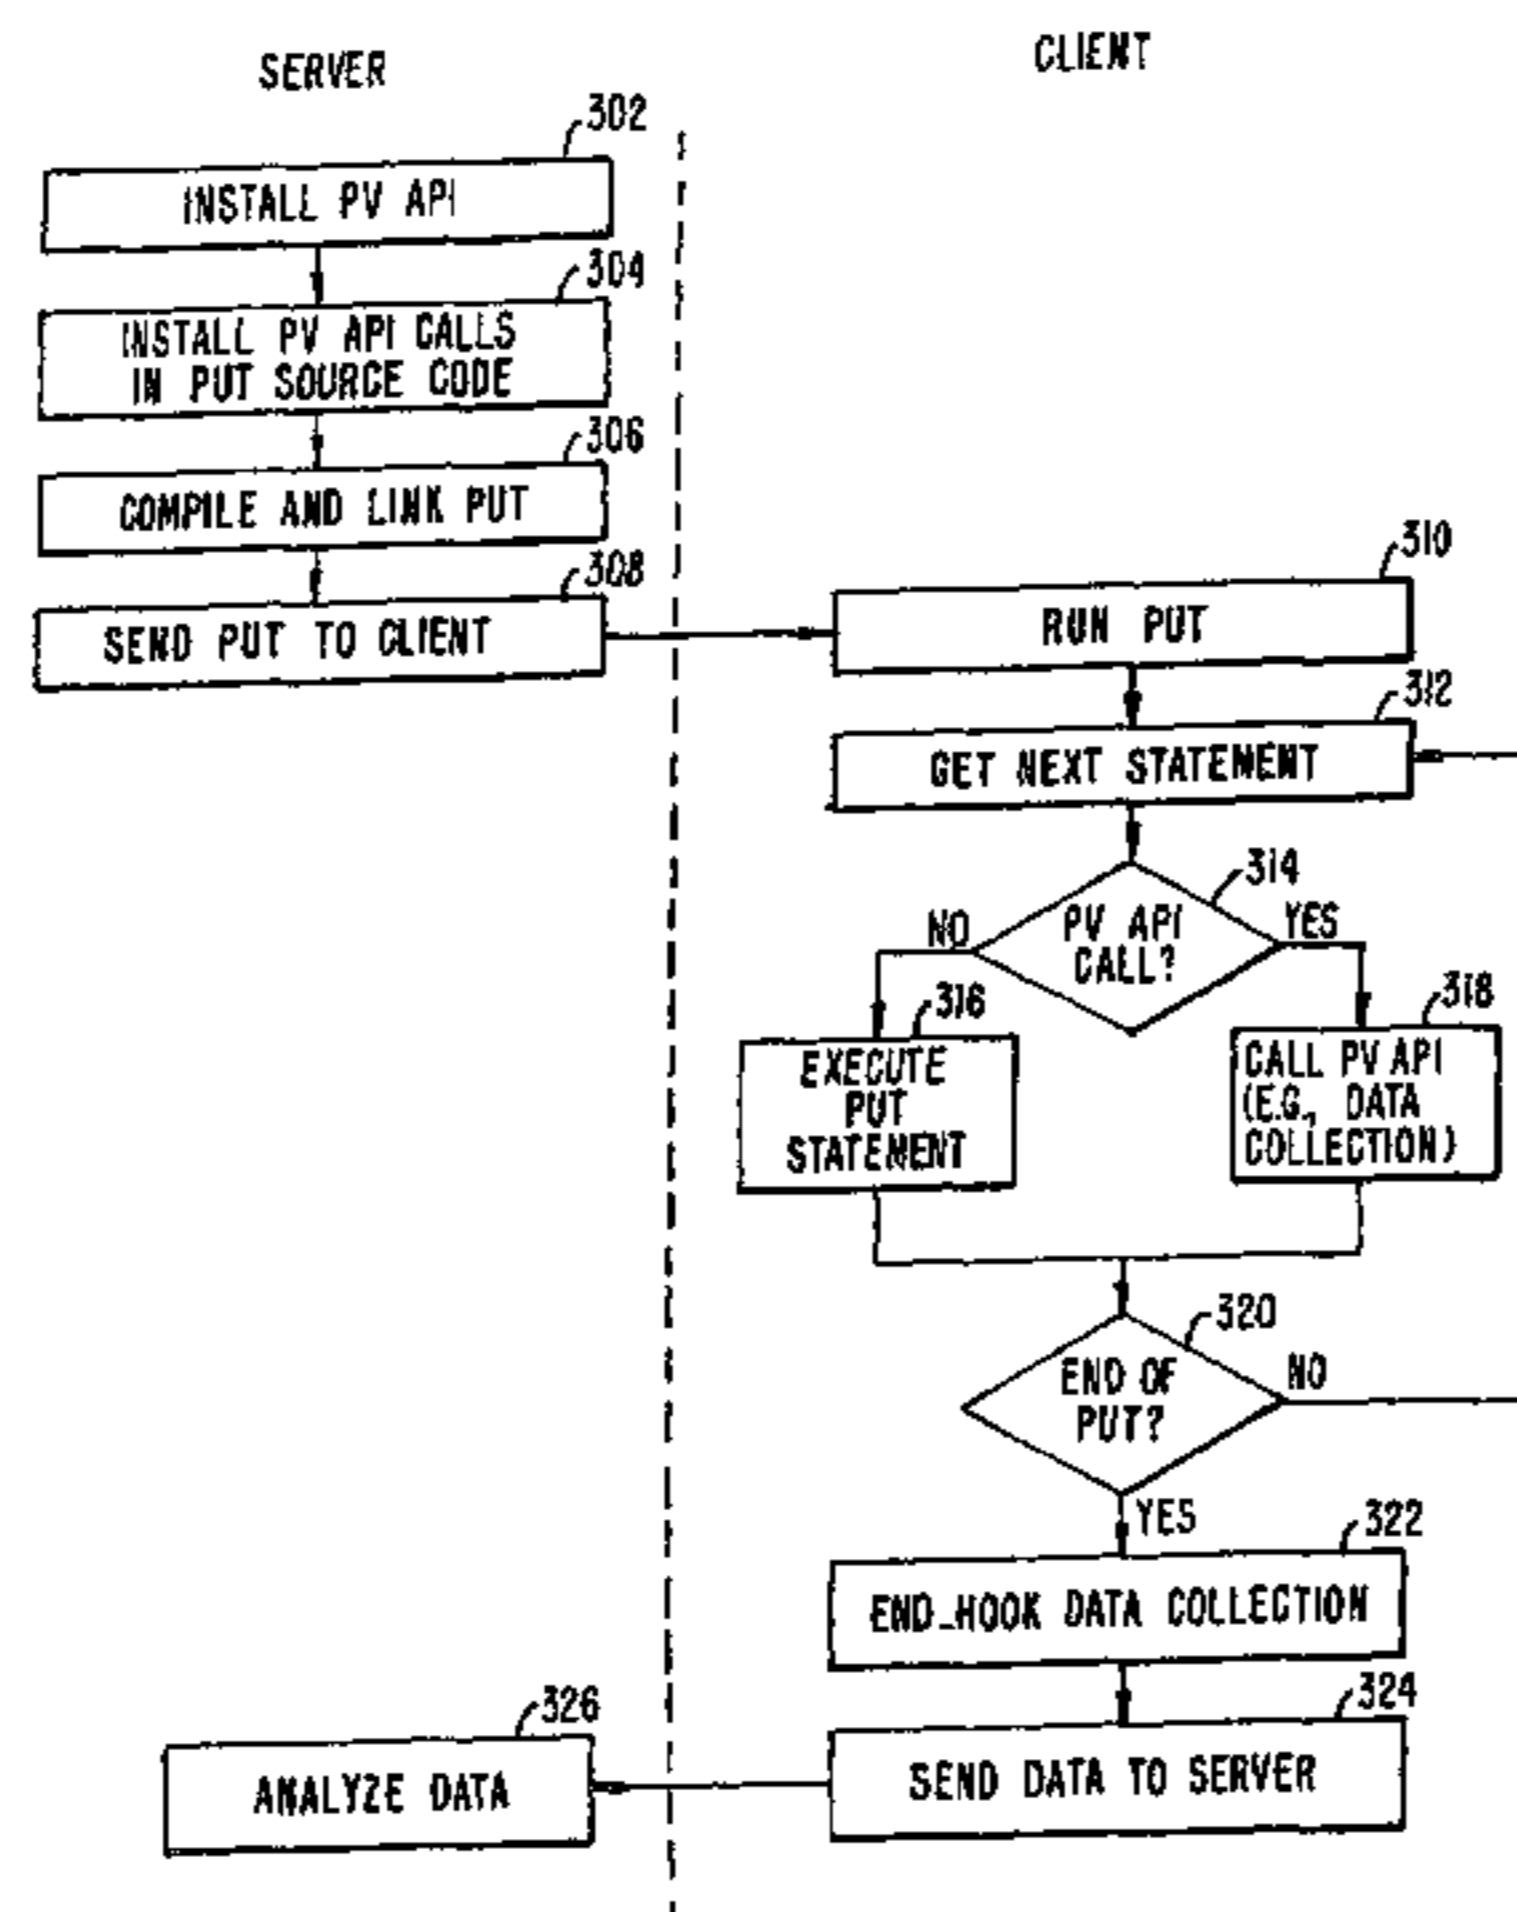 SERVER
CLIENT
302
INSTALL PV API
304
INSTALL PV API CALLS
IN PUT SOURCE CODE
306
COMPILE AND LINK PUT
308
SEND PUT TO CLIENT
310
RUN PUT
312
GET NEXT STATEMENT
314
PV API
CALL?
NO
YES
316
EXECUTE
PUT
STATEMENT
318
CALL PV API
(E.G., DATA
COLLECTION)
320
END OF
PUT?
NO
YES
322
END_HOOK DATA COLLECTION
324
SEND DATA TO SERVER
326
ANALYZE DATA